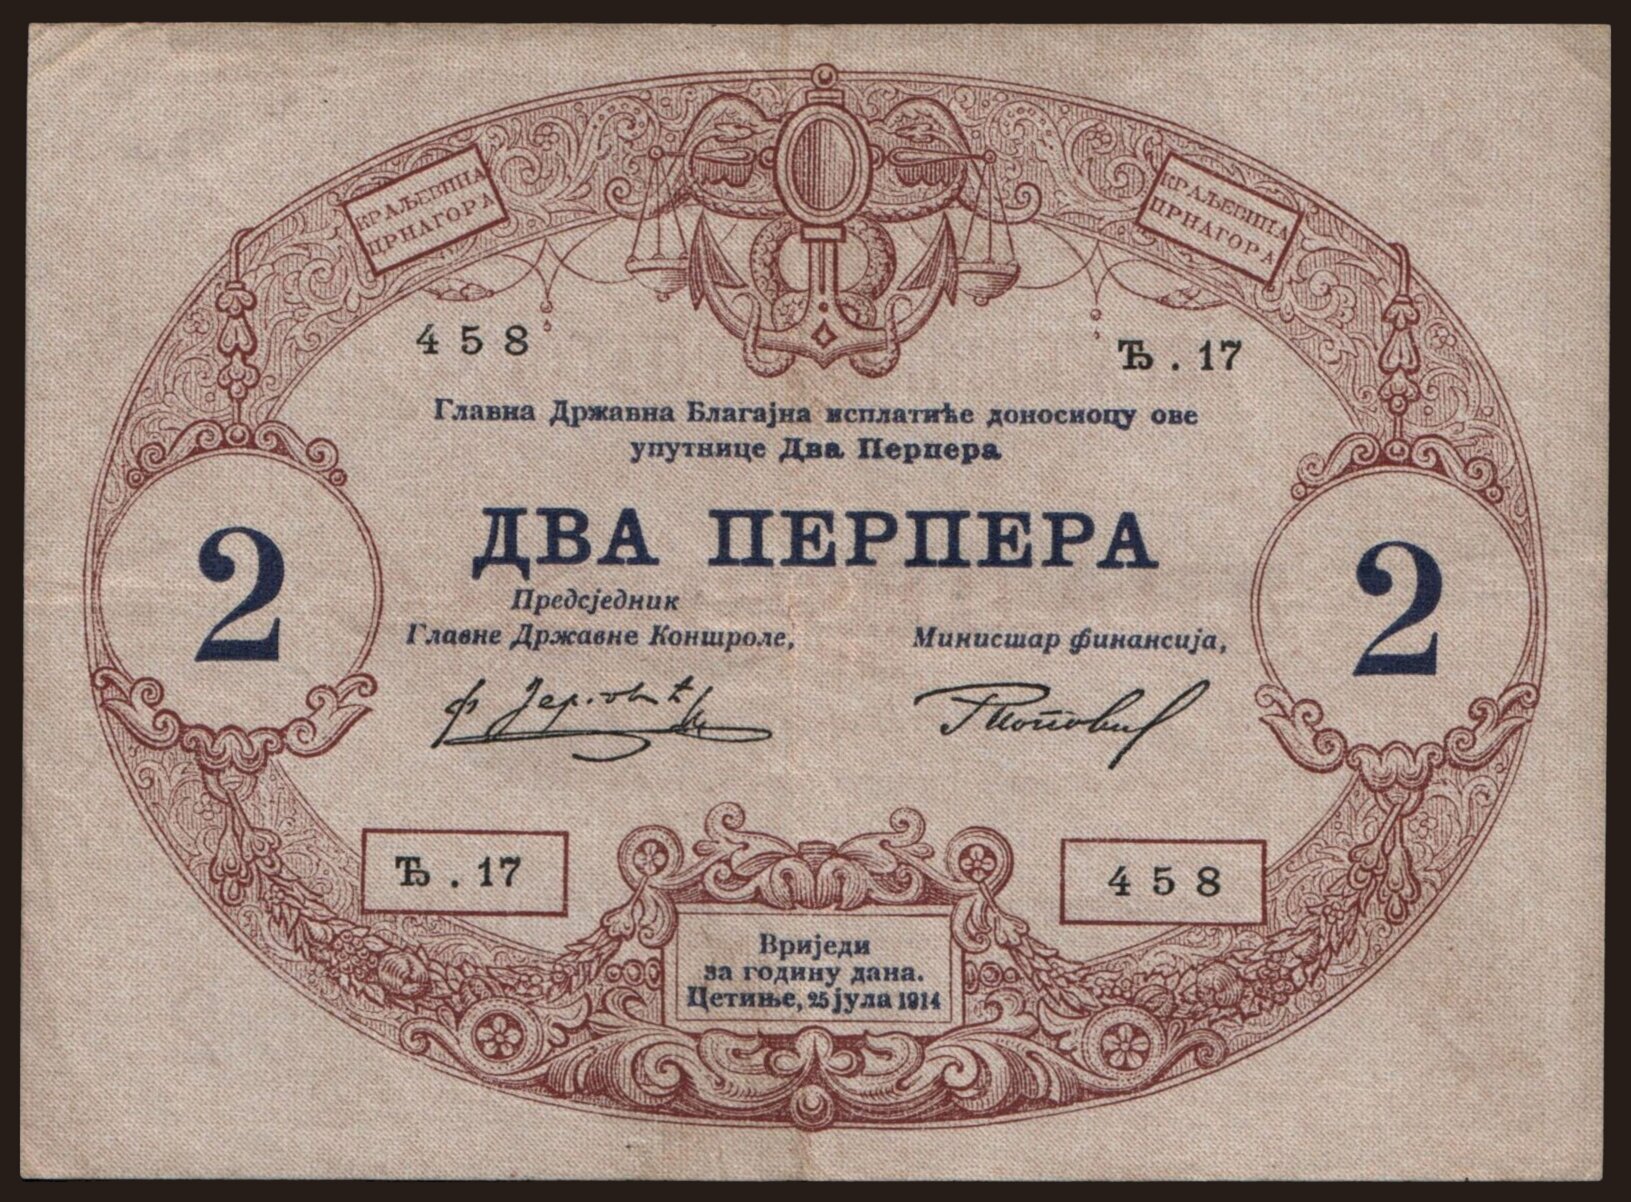 КРАЉЕВИНА
ЦРНАГОРА
КРАЉЕВИНА
ЦРНАГОРА
458
Ђ. 17
Главна Државна Благајна исплатиће доносиоцу ове
упутнице Два Перпера
ДВА ПЕРПЕРА
2
2
Предсједник
Главне Државне Контроле,
Министар финансија,
Ђ. 17
458
Вриједи
за годину дана.
Цетиње, 25 јула 1914